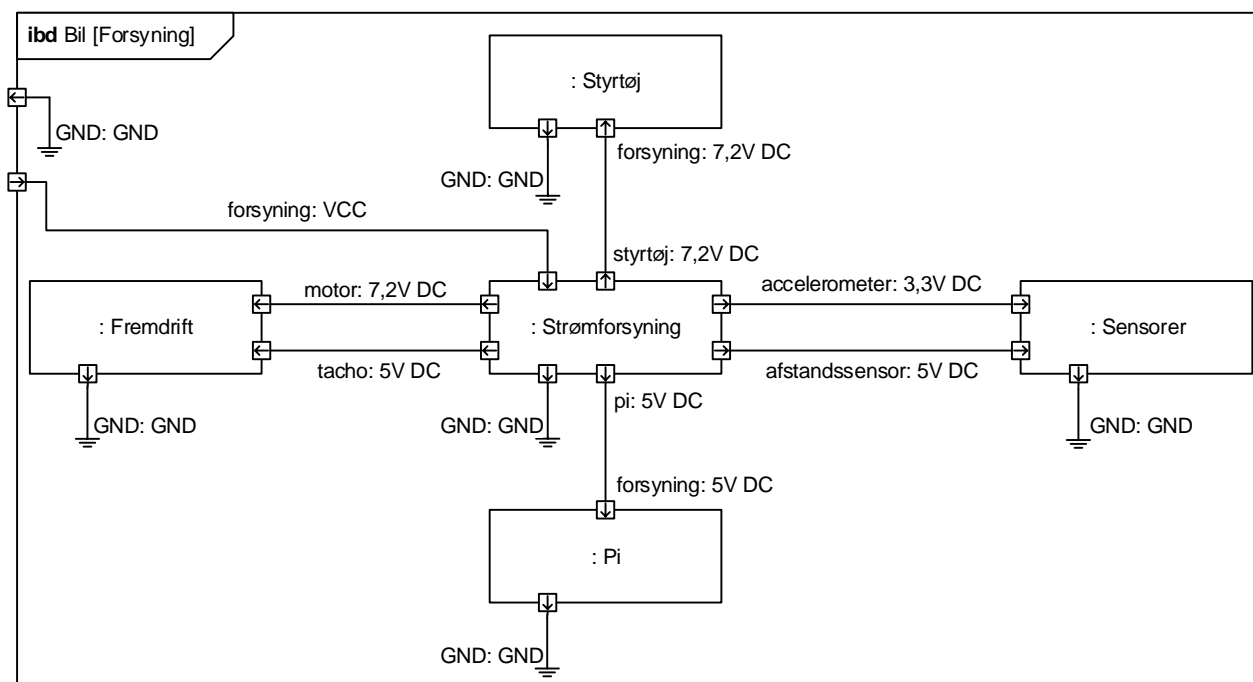 ibd Bil [Forsyning]
: Styrtøj
GND: GND
forsyning: 7,2V DC
GND: GND
forsyning: VCC
styrtøj: 7,2V DC
motor: 7,2V DC
accelerometer: 3,3V DC
: Fremdrift
: Strømforsyning
: Sensorer
tacho: 5V DC
afstandssensor: 5V DC
pi: 5V DC
GND: GND
GND: GND
GND: GND
forsyning: 5V DC
: Pi
GND: GND